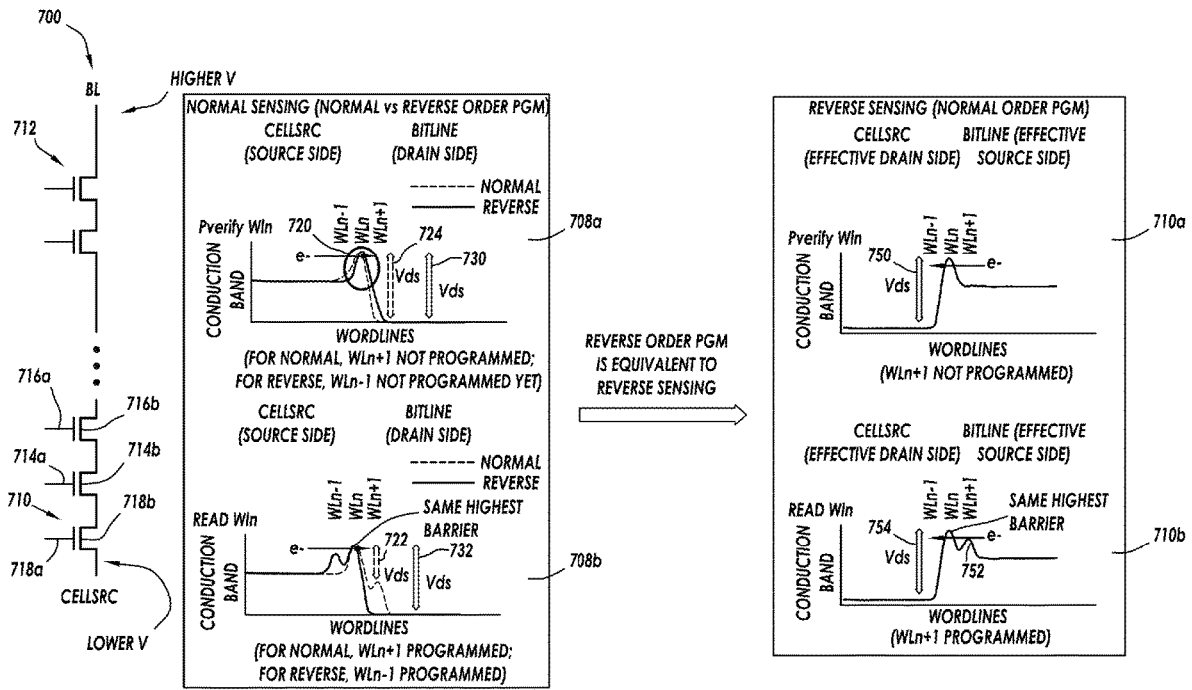 700
BL
HIGHER V
712
716a
716b
714a
714b
710
718b
718a
CELLSRC
LOWER V
NORMAL SENSING (NORMAL vs REVERSE ORDER PGM)
CELLSRC
(SOURCE SIDE)
BITLINE
(DRAIN SIDE)
NORMAL
REVERSE
708a
Pverify Wln
720
WLn-1
WLn
WLn+1
724
730
e-
Vds
Vds
CONDUCTION
BAND
WORDLINES
(FOR NORMAL, WLn+1 NOT PROGRAMMED;
FOR REVERSE, WLn-1 NOT PROGRAMMED YET)
CELLSRC
(SOURCE SIDE)
BITLINE
(DRAIN SIDE)
NORMAL
REVERSE
SAME HIGHEST
BARRIER
READ Wln
WLn-1
WLn
WLn+1
722
732
e-
Vds
Vds
708b
CONDUCTION
BAND
WORDLINES
(FOR NORMAL, WLn+1 PROGRAMMED;
FOR REVERSE, WLn-1 PROGRAMMED)
REVERSE ORDER PGM
IS EQUIVALENT TO
REVERSE SENSING
REVERSE SENSING (NORMAL ORDER PGM)
CELLSRC
(EFFECTIVE DRAIN SIDE)
BITLINE (EFFECTIVE
SOURCE SIDE)
710a
Pverify Wln
WLn-1
WLn
WLn+1
750
Vds
e-
CONDUCTION
BAND
WORDLINES
(WLn+1 NOT PROGRAMMED)
CELLSRC
(EFFECTIVE DRAIN SIDE)
BITLINE (EFFECTIVE
SOURCE SIDE)
SAME HIGHEST
BARRIER
READ Wln
WLn-1
WLn
WLn+1
754
Vds
e-
752
710b
CONDUCTION
BAND
WORDLINES
(WLn+1 PROGRAMMED)